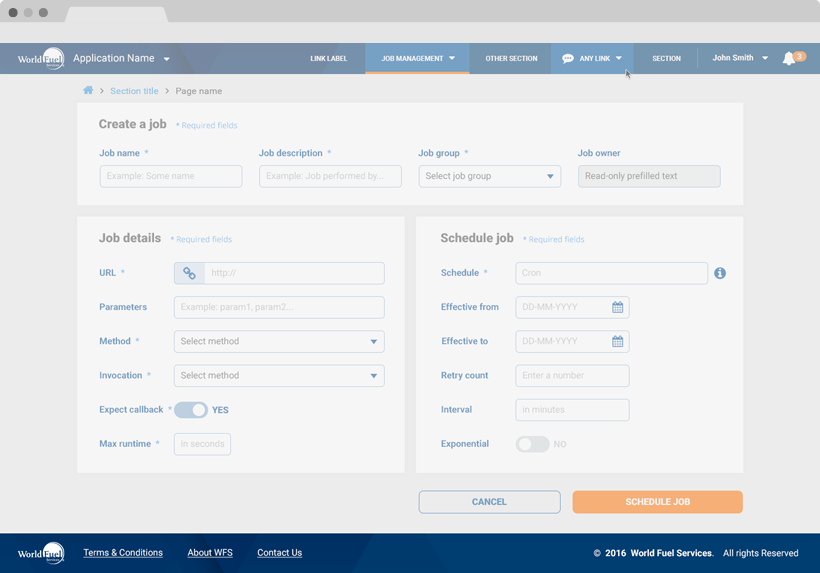 World Fuel Services Application Name LINK LABEL JOB MANAGEMENT OTHER SECTION ANY LINK SECTION John Smith 3
Section title > Page name
Create a job * Required fields
Job name * Job description * Job group * Job owner
Example: Some name Example: Job performed by... Select job group Read-only prefilled text
Job details * Required fields
URL * http://
Parameters Example: param1, param2...
Method * Select method
Invocation * Select method
Expect callback * YES
Max runtime * in seconds
Schedule job * Required fields
Schedule * Cron
Effective from DD-MM-YYYY
Effective to DD-MM-YYYY
Retry count Enter a number
Interval in minutes
Exponential NO
CANCEL SCHEDULE JOB
World Fuel Services Terms & Conditions About WFS Contact Us © 2016 World Fuel Services. All rights Reserved